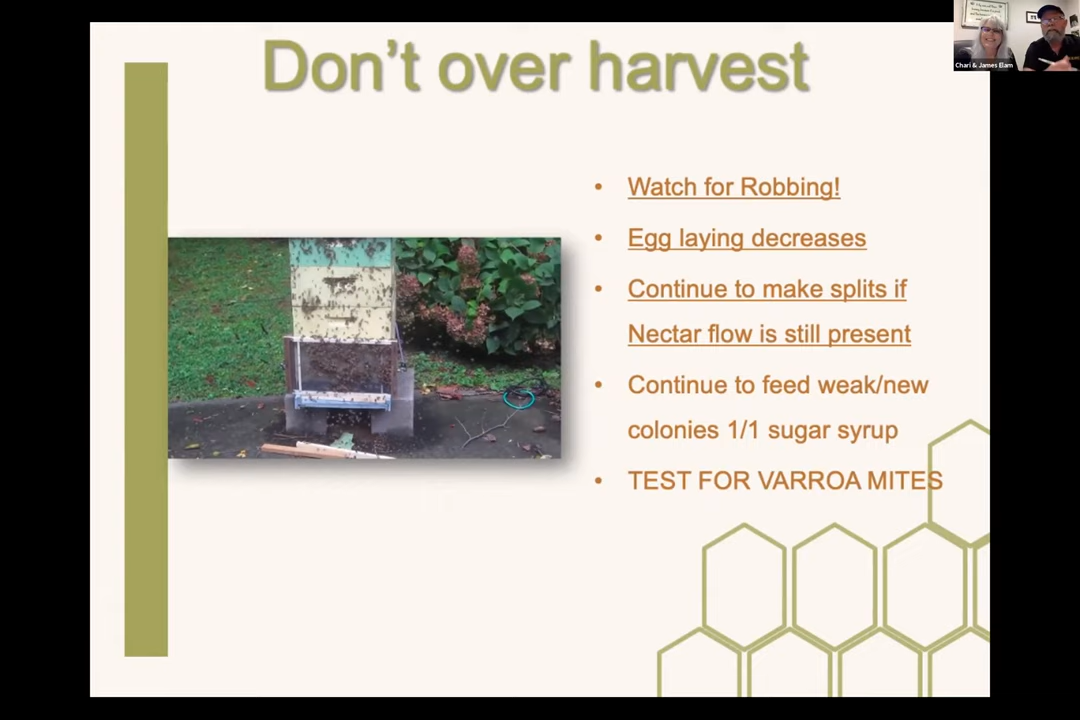 Don't over harvest
Chari & James Elam
• Watch for Robbing!
• Egg laying decreases
• Continue to make splits if
Nectar flow is still present
• Continue to feed weak/new
colonies 1/1 sugar syrup
• TEST FOR VARROA MITES